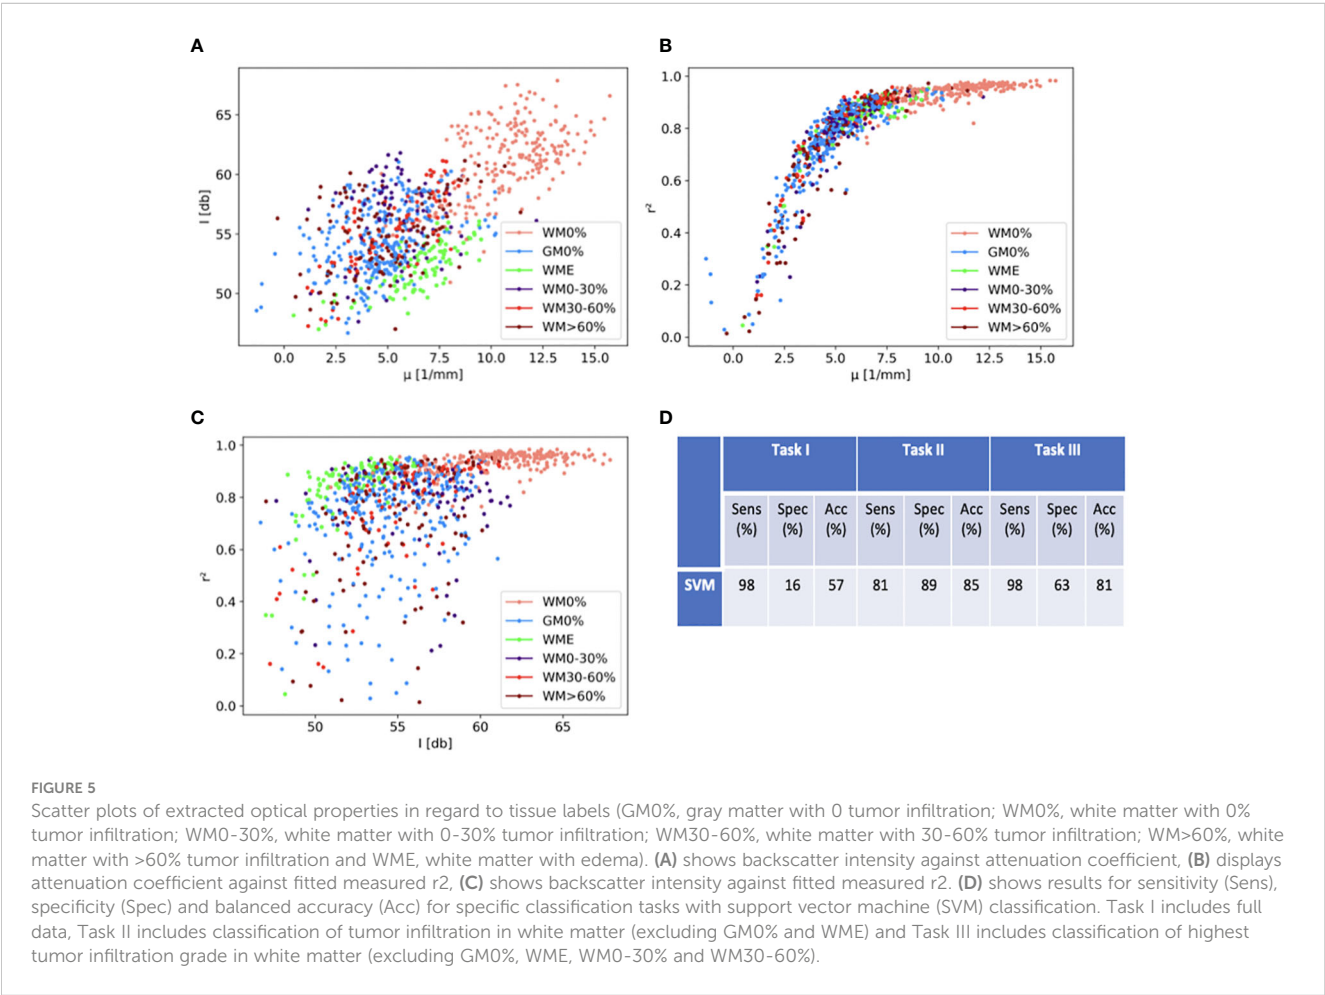 A
I [db]
65
60
55
50
0.0 2.5 5.0 7.5 10.0 12.5 15.0
μ [1/mm]
WM0%
GM0%
WME
WM0-30%
WM30-60%
WM>60%
B
r²
1.0
0.8
0.6
0.4
0.2
0.0
0.0 2.5 5.0 7.5 10.0 12.5 15.0
μ [1/mm]
WM0%
GM0%
WME
WM0-30%
WM30-60%
WM>60%
C
r²
1.0
0.8
0.6
0.4
0.2
0.0
50 55 60 65
I [db]
WM0%
GM0%
WME
WM0-30%
WM30-60%
WM>60%
D
Task I Task II Task III
Sens (%) Spec (%) Acc (%) Sens (%) Spec (%) Acc (%) Sens (%) Spec (%) Acc (%)
SVM 98 16 57 81 89 85 98 63 81
FIGURE 5
Scatter plots of extracted optical properties in regard to tissue labels (GM0%, gray matter with 0 tumor infiltration; WM0%, white matter with 0%
tumor infiltration; WM0-30%, white matter with 0-30% tumor infiltration; WM30-60%, white matter with 30-60% tumor infiltration; WM>60%, white
matter with >60% tumor infiltration and WME, white matter with edema). (A) shows backscatter intensity against attenuation coefficient, (B) displays
attenuation coefficient against fitted measured r2, (C) shows backscatter intensity against fitted measured r2. (D) shows results for sensitivity (Sens),
specificity (Spec) and balanced accuracy (Acc) for specific classification tasks with support vector machine (SVM) classification. Task I includes full
data, Task II includes classification of tumor infiltration in white matter (excluding GM0% and WME) and Task III includes classification of highest
tumor infiltration grade in white matter (excluding GM0%, WME, WM0-30% and WM30-60%).